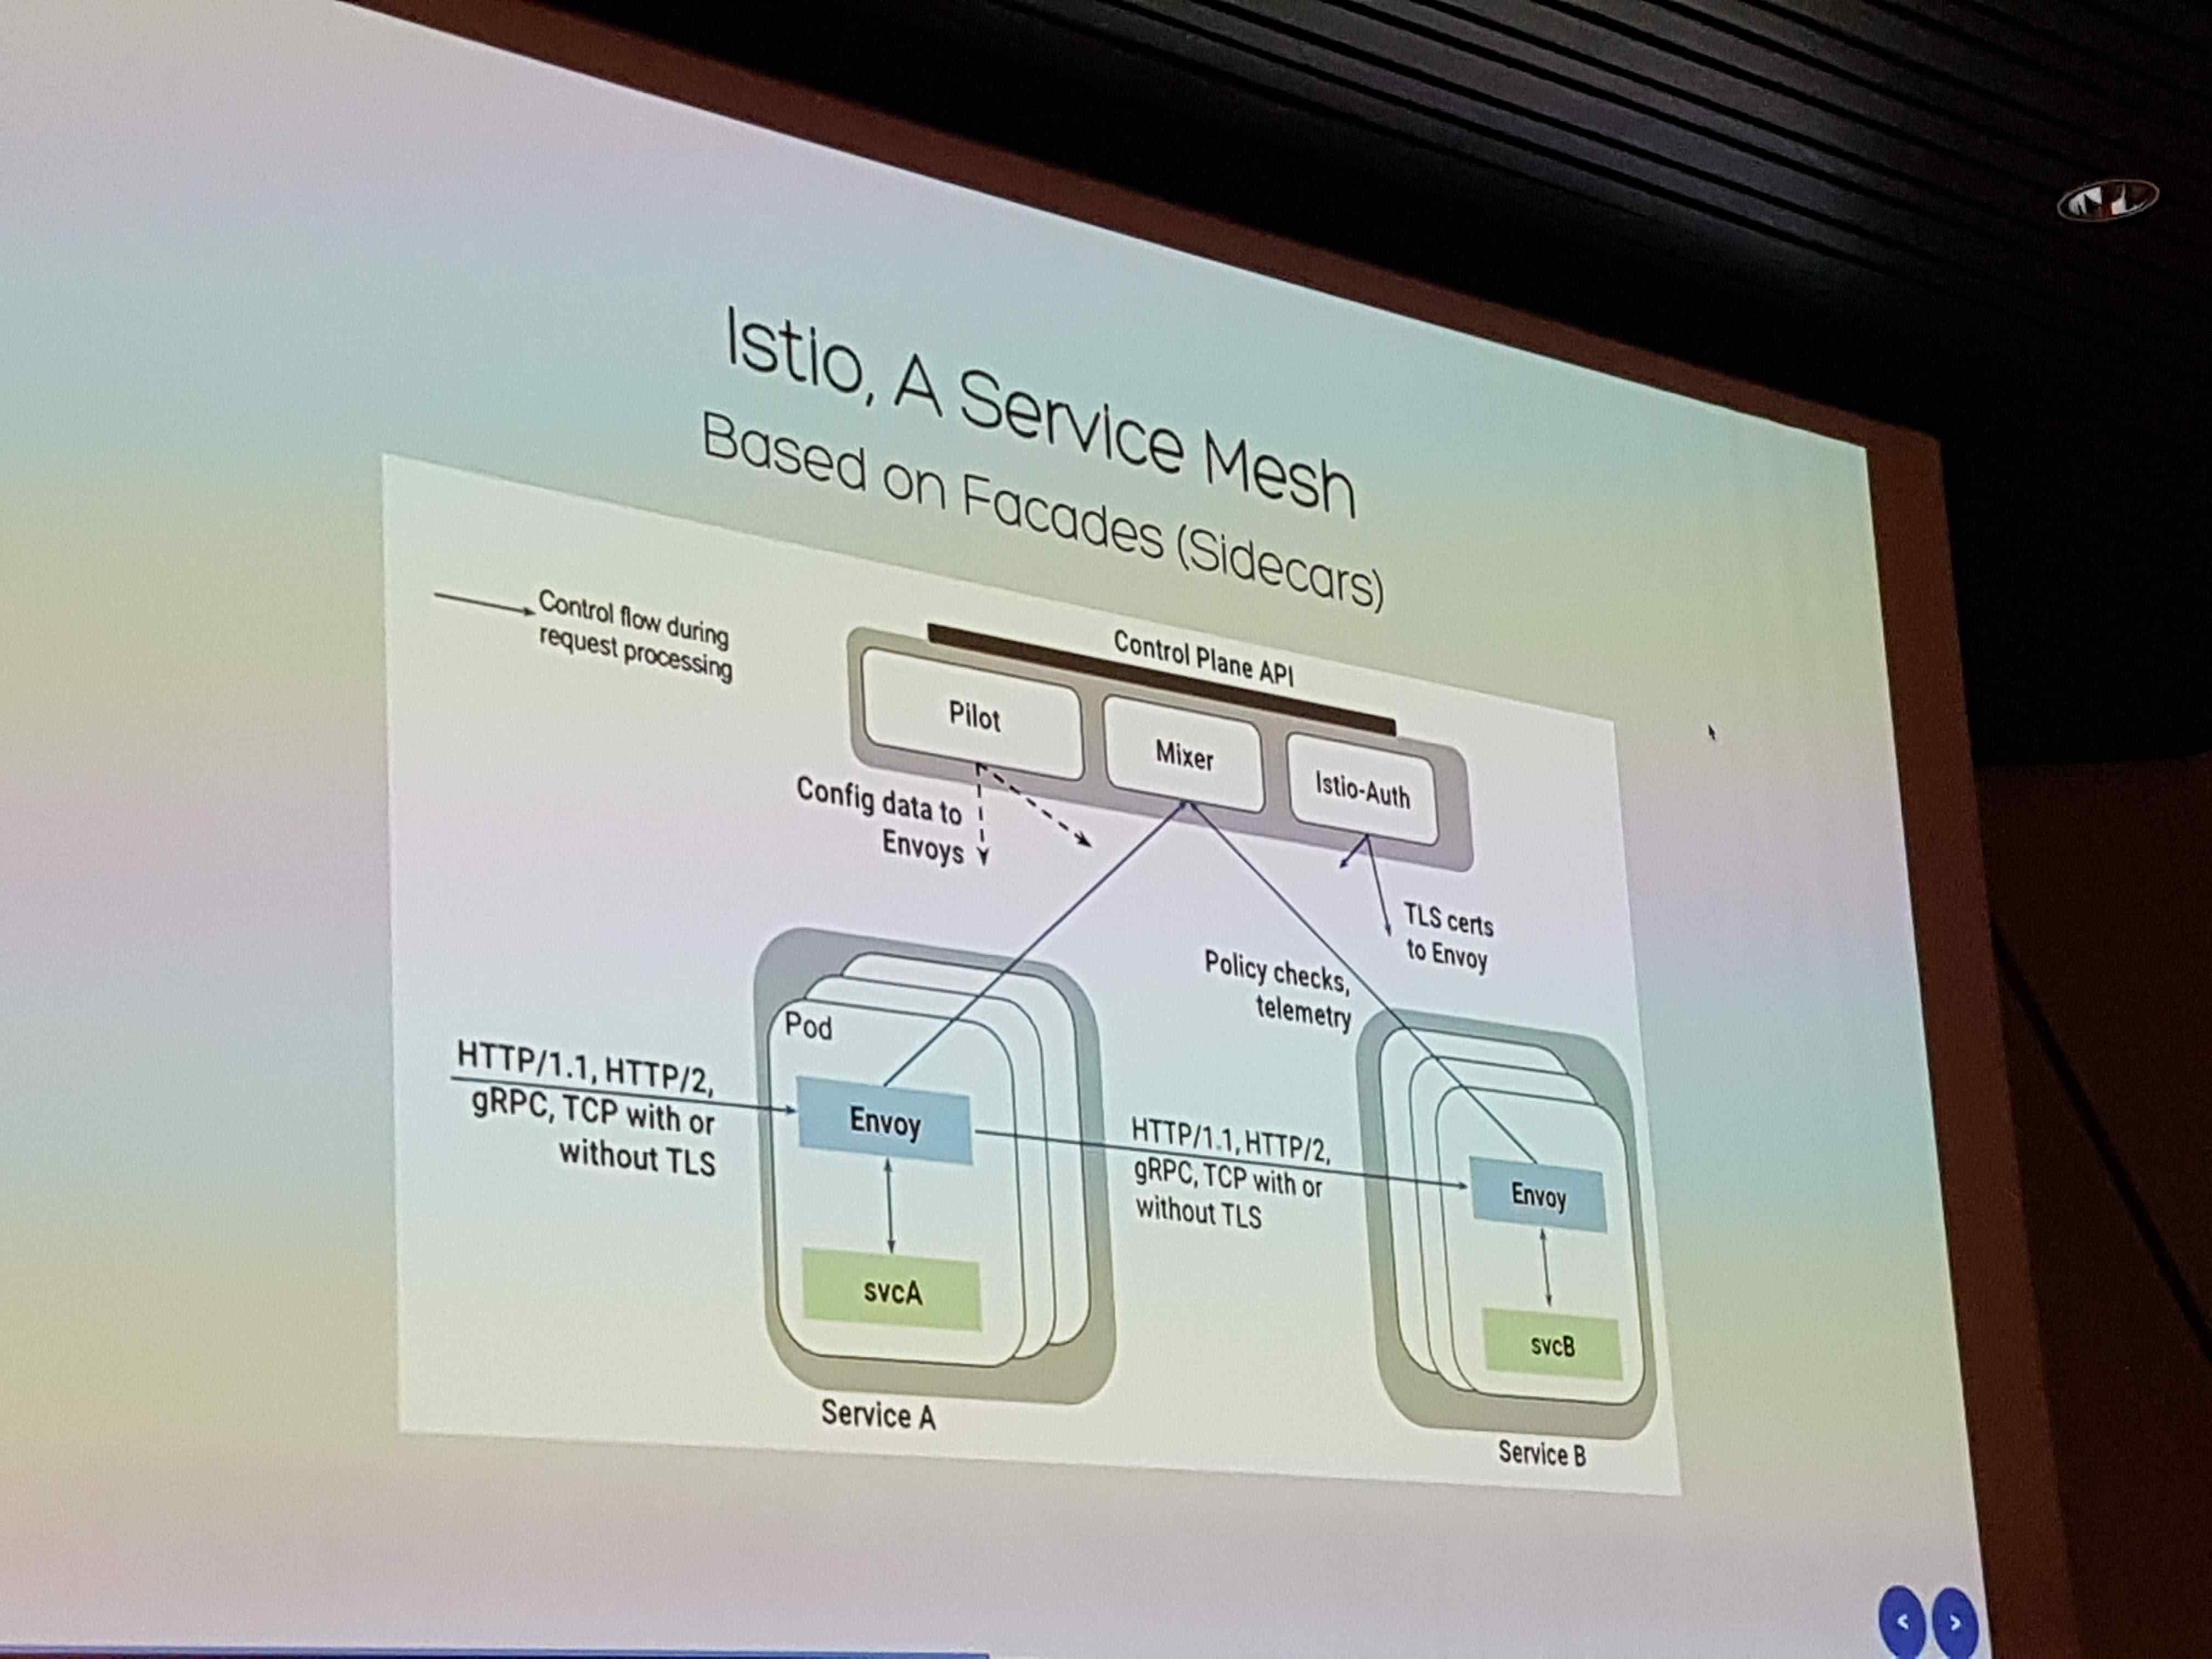 Istio, A Service Mesh
Based on Facades (Sidecars)
Control flow during
request processing
Control Plane API
Pilot
Mixer
Istio-Auth
Config data to
Envoys
TLS certs
to Envoy
Policy checks,
telemetry
Pod
HTTP/1.1, HTTP/2,
gRPC, TCP with or
without TLS
Envoy
HTTP/1.1, HTTP/2,
gRPC, TCP with or
without TLS
Envoy
svcA
svcB
Service A
Service B
< >